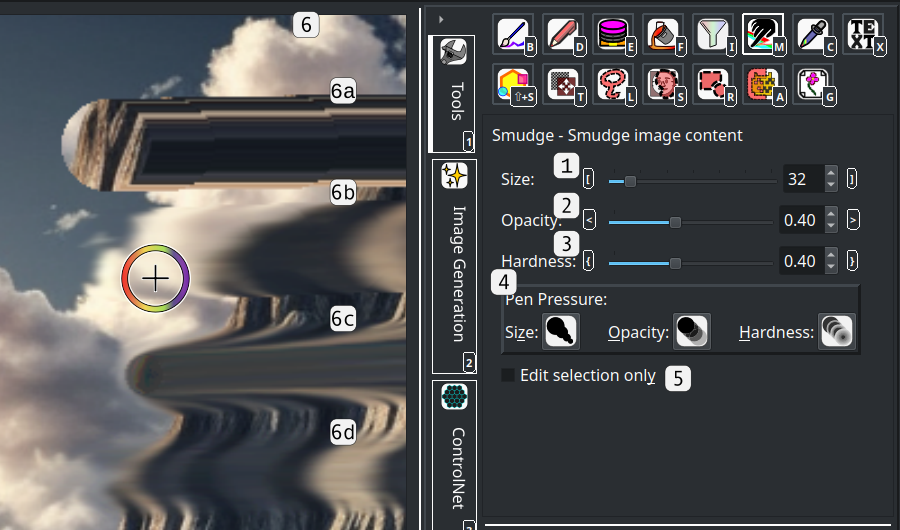 6
6a
6b
6c
6d
Tools
1
Image Generation
2
ControlNet
B
D
E
F
I
M
C
TEXT
X
⇧+S
T
L
S
R
A
G
Smudge - Smudge image content
Size:
1
[
32
]
Opacity:
2
<
0.40
>
Hardness:
3
{
0.40
}
4
Pen Pressure:
Size:
Opacity:
Hardness:
Edit selection only
5